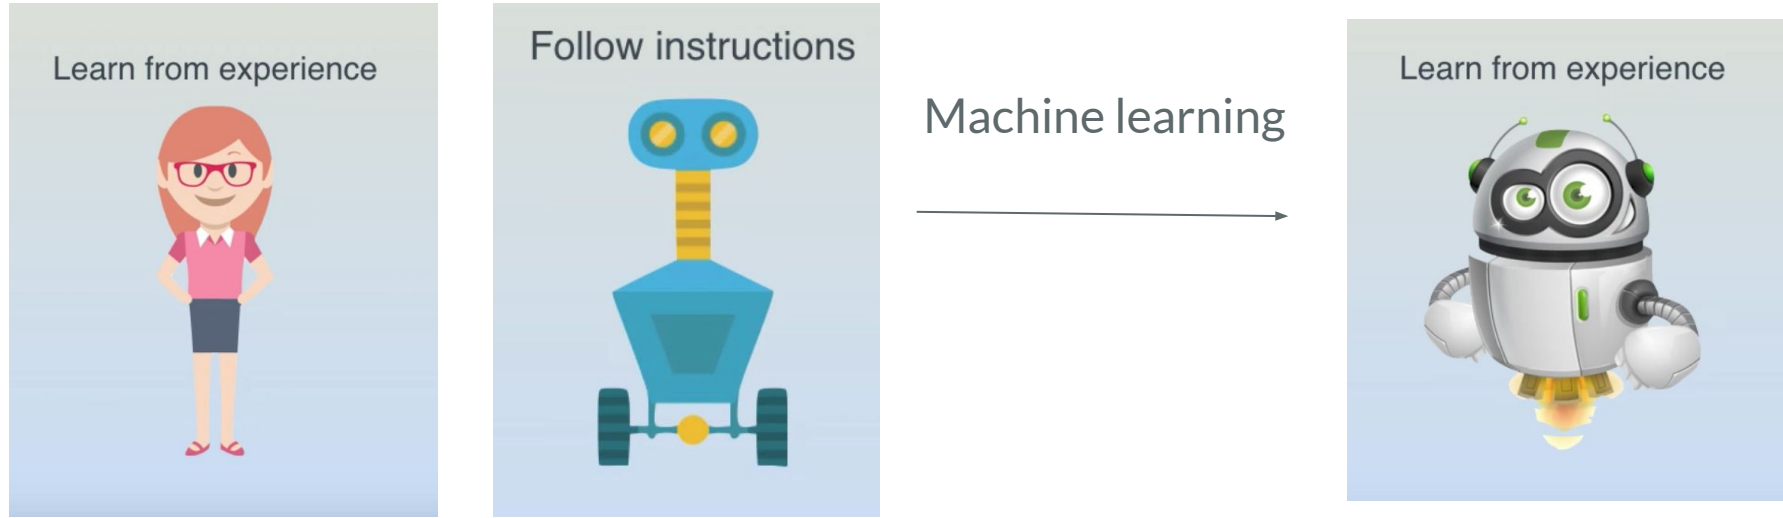 Learn from experience
Follow instructions
Machine learning
Learn from experience